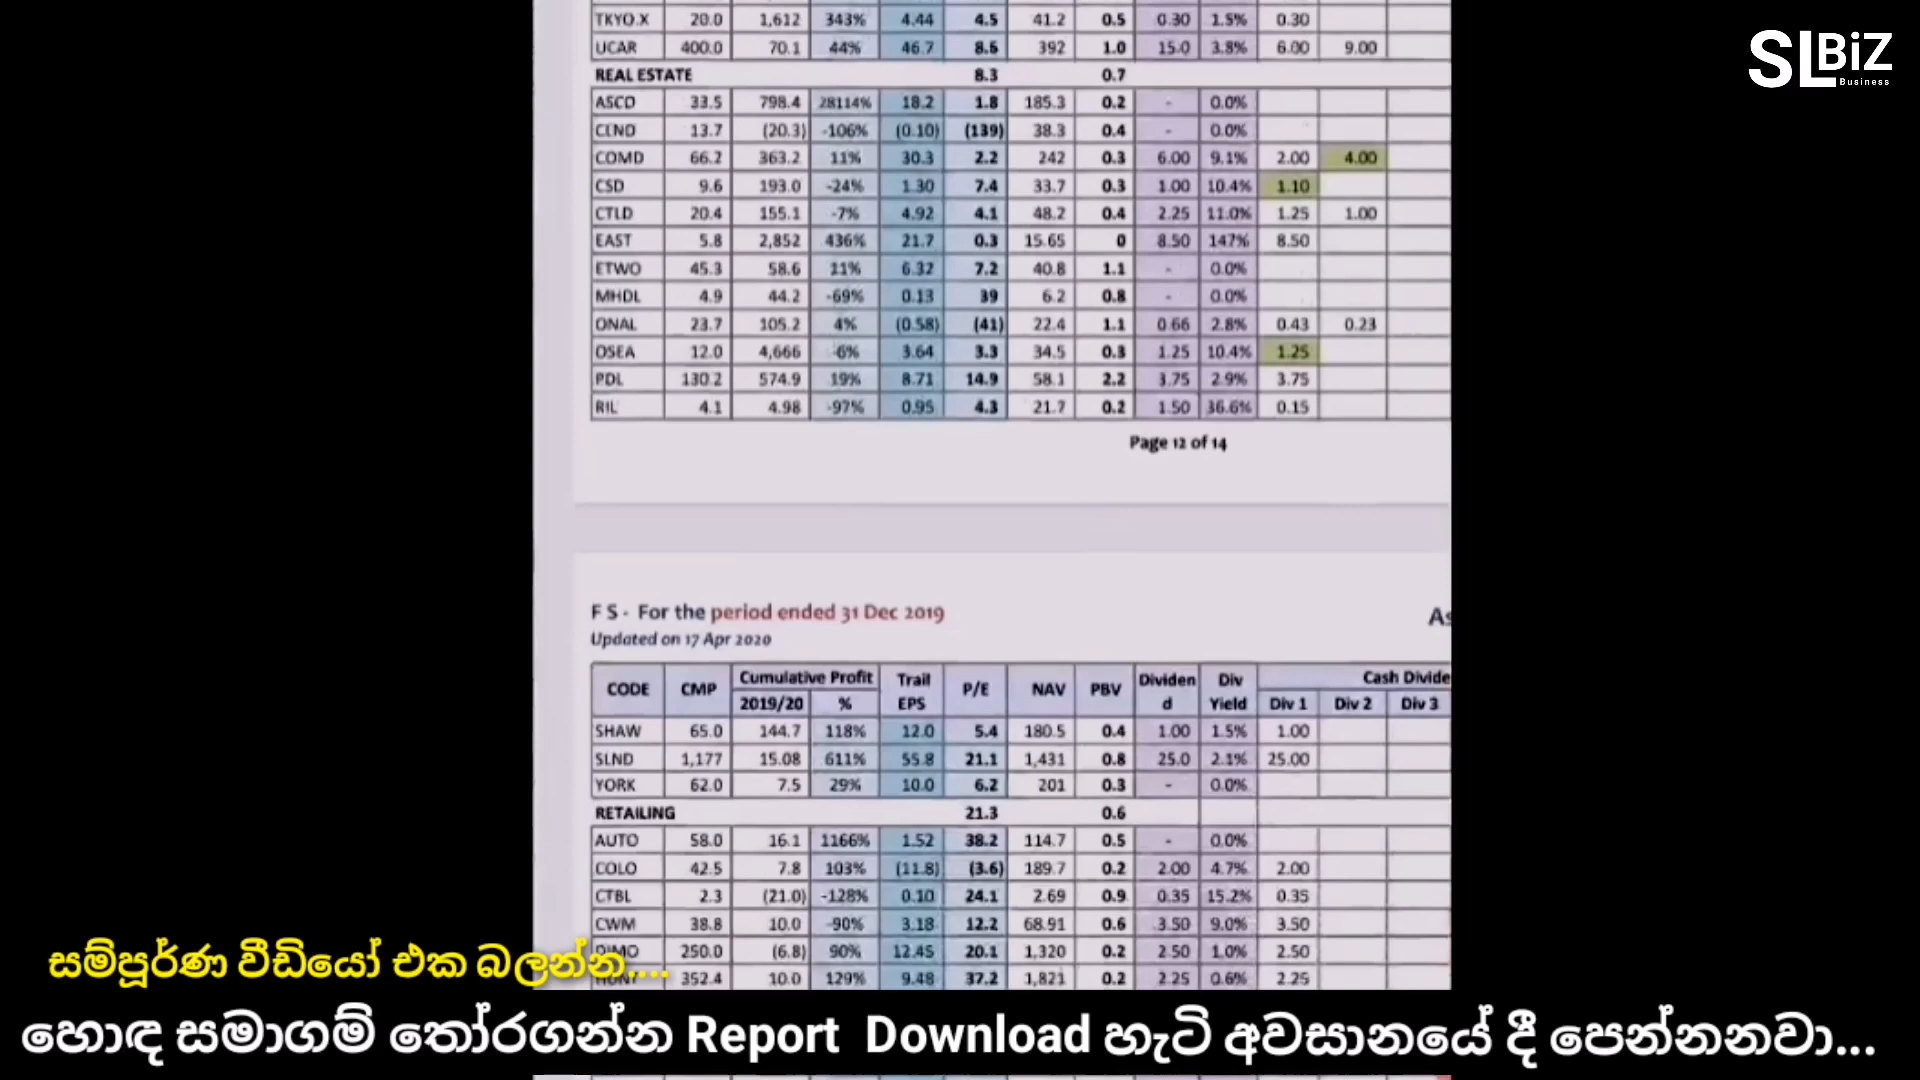 TKYO.X 20.0 1,612 343% 4.44 4.5 41.2 0.5 0.30 1.5% 0.30
UCAR 400.0 70.1 44% 46.7 8.6 392 1.0 15.0 3.8% 6.00 9.00
REAL ESTATE 8.3 0.7
ASCO 33.5 798.4 28114% 18.2 1.8 185.3 0.2 - 0.0%
CLND 13.7 (20.3) -106% (0.10) (139) 38.3 0.4 - 0.0%
COMD 66.2 363.2 11% 30.3 2.2 242 0.3 6.00 9.1% 2.00 4.00
CSD 9.6 193.0 -24% 1.30 7.4 33.7 0.3 1.00 10.4% 1.10
CTLD 20.4 155.1 -7% 4.92 4.1 48.2 0.4 2.25 11.0% 1.25 1.00
EAST 5.8 2,852 436% 21.7 0.3 15.65 0 8.50 147% 8.50
ETWO 45.3 58.6 11% 6.32 7.2 40.8 1.1 - 0.0%
MHDL 4.9 44.2 -69% 0.13 39 6.2 0.8 - 0.0%
ONAL 23.7 105.2 4% (0.58) (41) 22.4 1.1 0.66 2.8% 0.43 0.23
OSEA 12.0 4,666 -6% 3.64 3.3 34.5 0.3 1.25 10.4% 1.25
PDL 130.2 574.9 19% 8.71 14.9 58.1 2.2 3.75 2.9% 3.75
RIL 4.1 4.98 -97% 0.95 4.3 21.7 0.2 1.50 36.6% 0.15
Page 12 of 14
F S - For the period ended 31 Dec 2019 As
Updated on 17 Apr 2020
CODE CMP Cumulative Profit 2019/20 % Trail EPS P/E NAV PBV Dividend Div Yield Cash Divide Div 1 Div 2 Div 3
SHAW 65.0 144.7 118% 12.0 5.4 180.5 0.4 1.00 1.5% 1.00
SLND 1,177 15.08 611% 55.8 21.1 1,431 0.8 25.0 2.1% 25.00
YORK 62.0 7.5 29% 10.0 6.2 201 0.3 - 0.0%
RETAILING 21.3 0.6
AUTO 58.0 16.1 1166% 1.52 38.2 114.7 0.5 - 0.0%
COLO 42.5 7.8 103% (11.8) (3.6) 189.7 0.2 2.00 4.7% 2.00
CTBL 2.3 (21.0) -128% 0.10 24.1 2.69 0.9 0.35 15.2% 0.35
CWM 38.8 10.0 -90% 3.18 12.2 68.91 0.6 3.50 9.0% 3.50
DIMO 250.0 (6.8) 90% 12.45 20.1 1,320 0.2 2.50 1.0% 2.50
HUNT 352.4 10.0 129% 9.48 37.2 1,821 0.2 2.25 0.6% 2.25
SLBiZ
Business
සම්පූර්ණ වීඩියෝ එක බලන්න....
හොඳ සමාගම් තෝරගන්න Report Download හැටි අවසානයේ දී පෙන්නනවා...